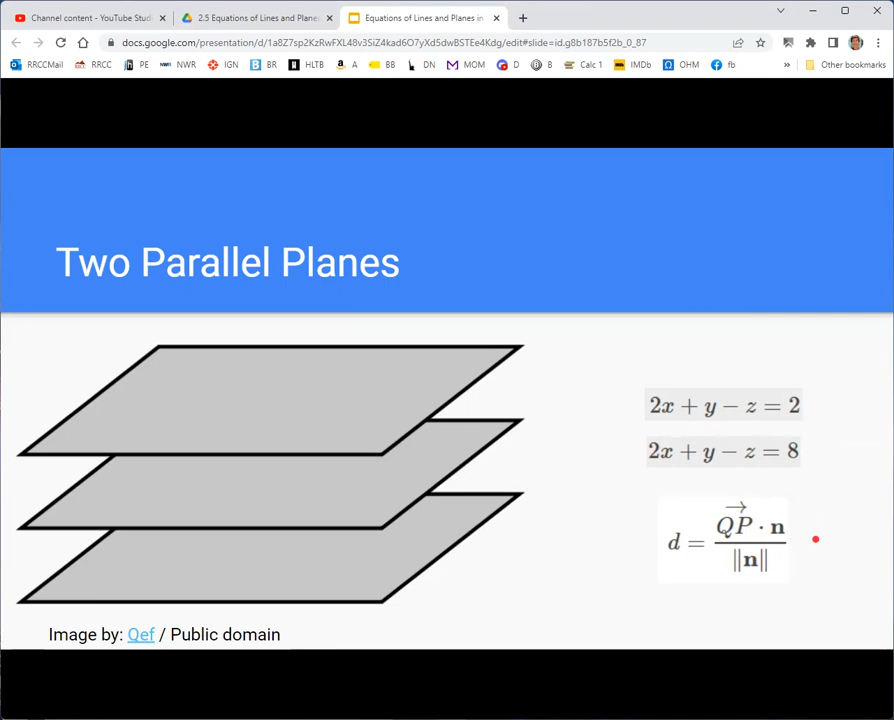 Channel content - YouTube Stud
2.5 Equations of Lines and Planes
Equations of Lines and Planes in
docs.google.com/presentation/d/1a8Z7sp2KzRwFXL48v3SiZ4kad6O7yXd5dwBSTEe4Kdg/edit#slide=id.g8b187b5f2b_0_87
RRCCMail RRCC PE NWR IGN BR HLTB A BB DN MOM D B Calc 1 IMDb OHM fb » Other bookmarks
Two Parallel Planes
2x + y − z = 2
2x + y − z = 8
d = QP · n / ‖n‖
Image by: Qef / Public domain